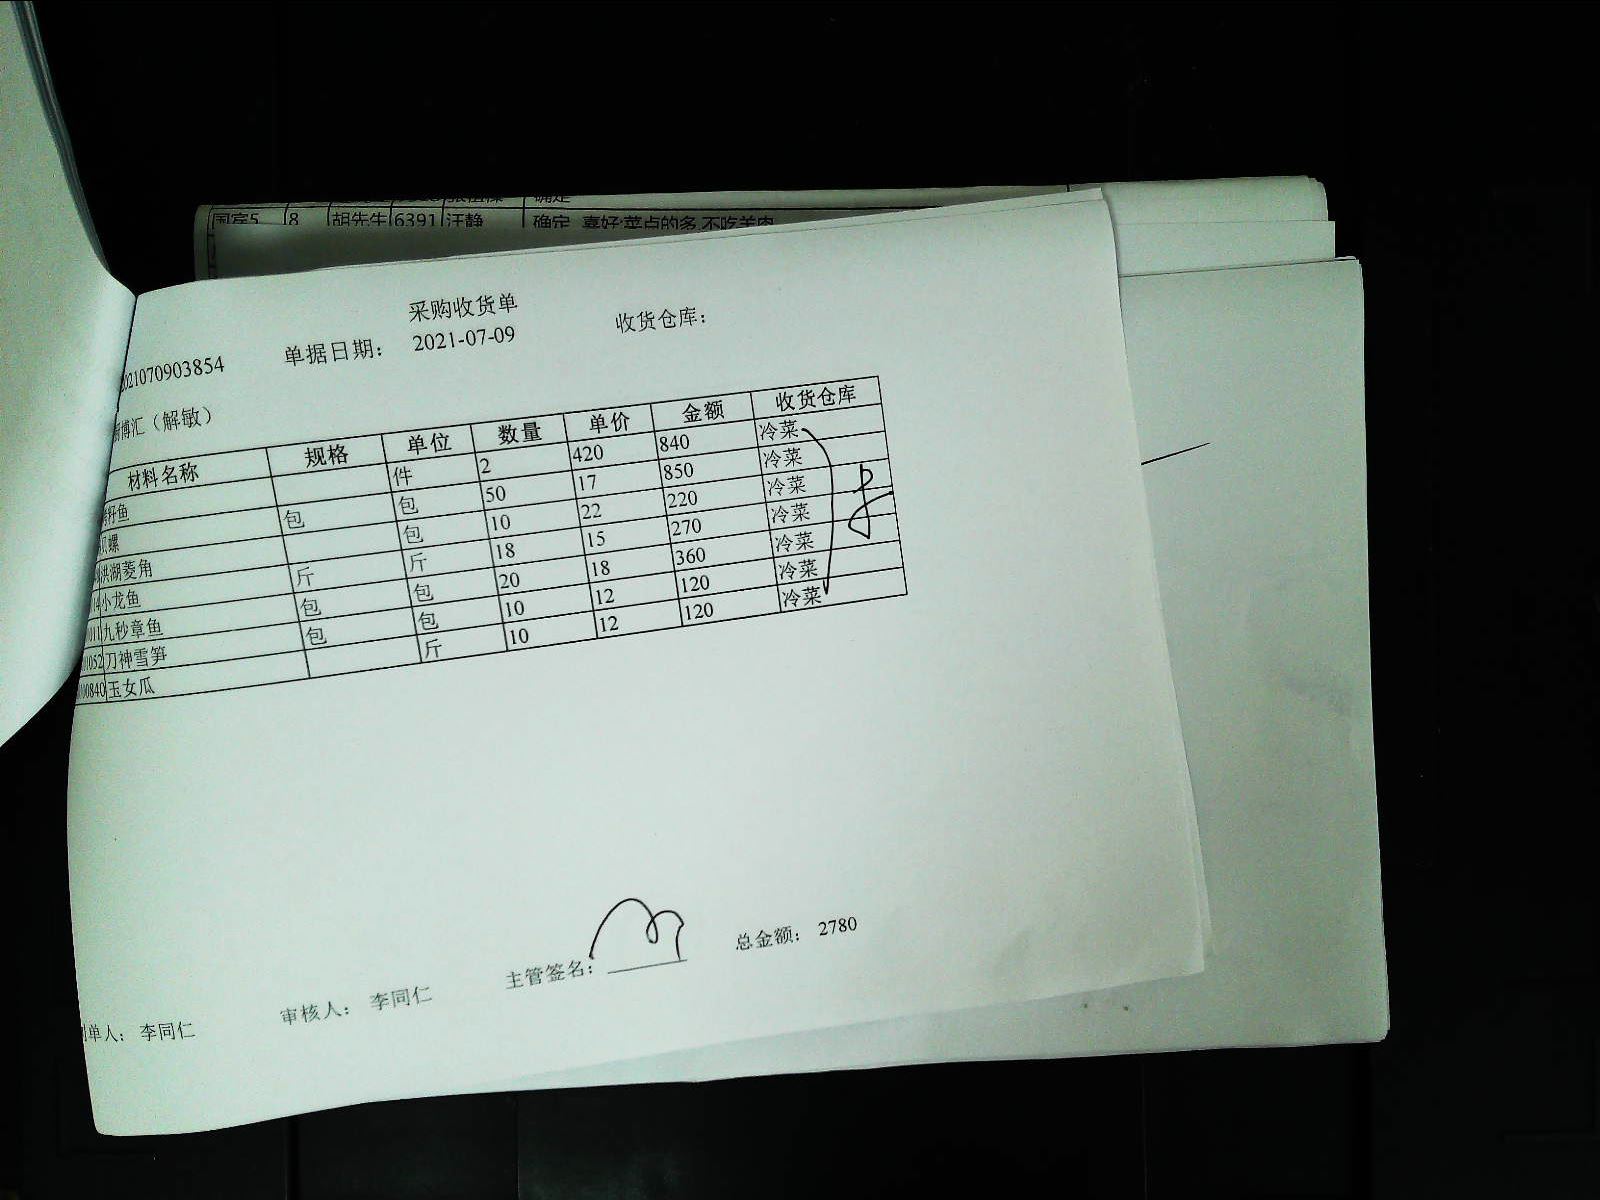 国宾5 8 胡先生 6391 汪静 确定 喜好:菜点的多,不吃羊肉
采购收货单
2021070903854 单据日期： 2021-07-09 收货仓库：
博汇（解敏）
材料名称 规格 单位 数量 单价 金额 收货仓库
籽鱼 件 2 420 840 冷菜
螺 包 包 50 17 850 冷菜
洪湖菱角 包 10 22 220 冷菜
小龙鱼 斤 斤 18 15 270 冷菜
九秒章鱼 包 包 20 18 360 冷菜
1052 刀神雪笋 包 包 10 12 120 冷菜
00840 玉女瓜 斤 10 12 120 冷菜
主管签名： 总金额： 2780
单人： 李同仁 审核人： 李同仁